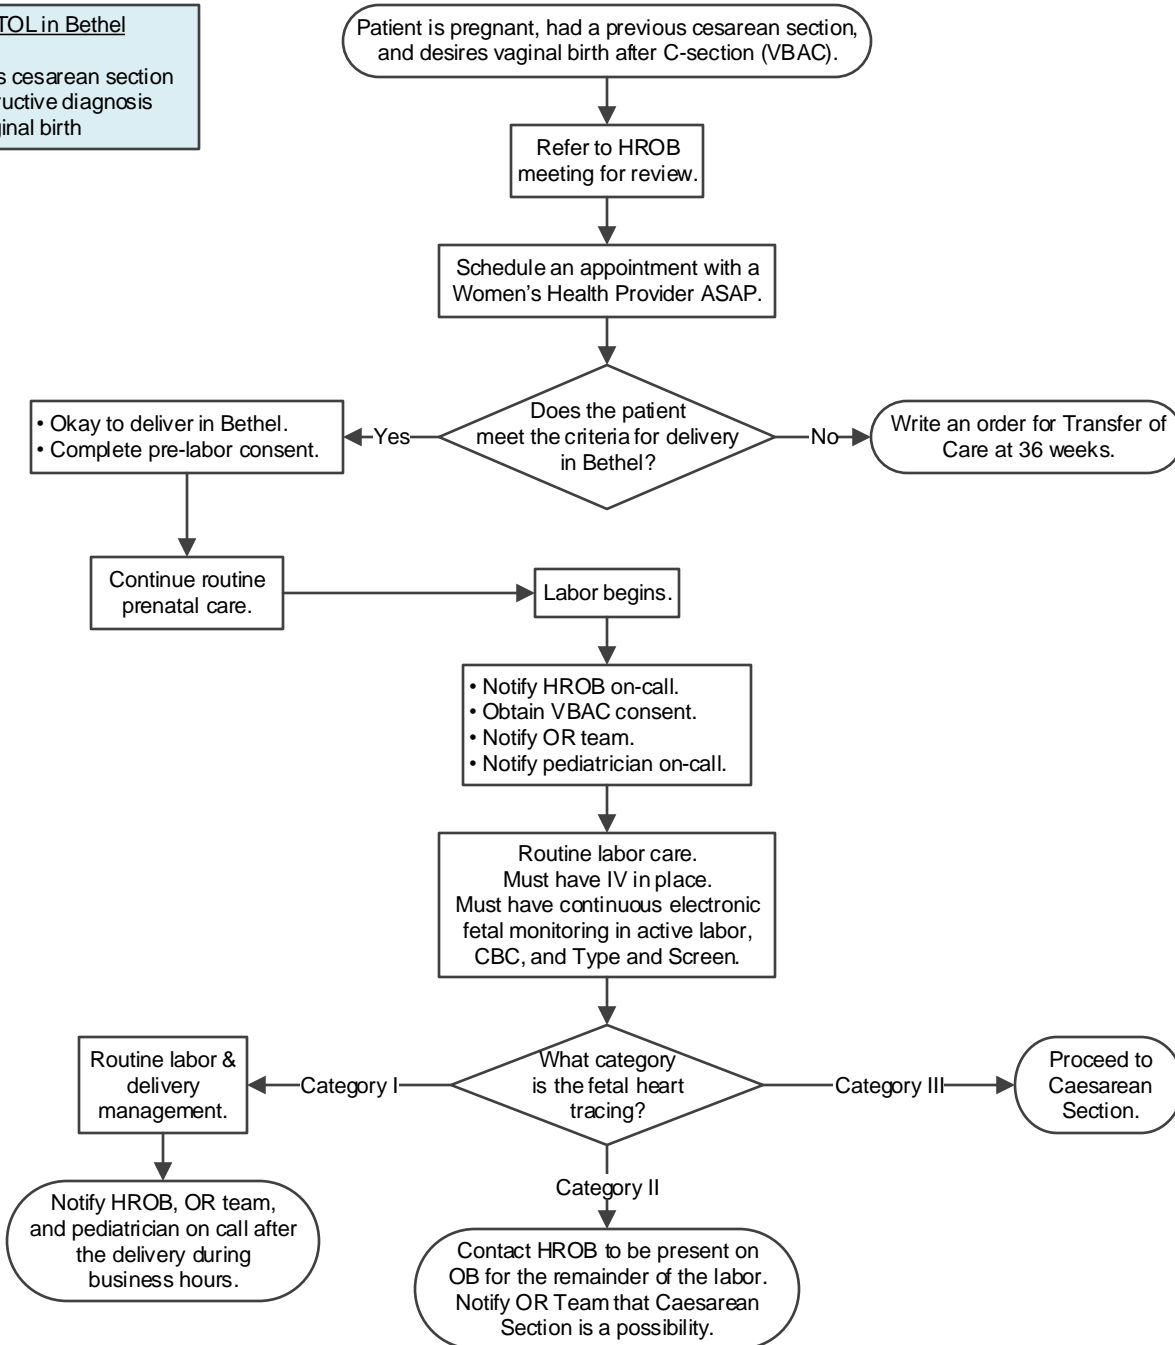 TOL in Bethel
s cesarean section
uctive diagnosis
ginal birth
Patient is pregnant, had a previous cesarean section,
and desires vaginal birth after C-section (VBAC).
Refer to HROB
meeting for review.
Schedule an appointment with a
Women's Health Provider ASAP.
Does the patient
meet the criteria for delivery
in Bethel?
Yes
No
• Okay to deliver in Bethel.
• Complete pre-labor consent.
Write an order for Transfer of
Care at 36 weeks.
Continue routine
prenatal care.
Labor begins.
• Notify HROB on-call.
• Obtain VBAC consent.
• Notify OR team.
• Notify pediatrician on-call.
Routine labor care.
Must have IV in place.
Must have continuous electronic
fetal monitoring in active labor,
CBC, and Type and Screen.
What category
is the fetal heart
tracing?
Category I
Category III
Category II
Routine labor &
delivery
management.
Proceed to
Caesarean
Section.
Notify HROB, OR team,
and pediatrician on call after
the delivery during
business hours.
Contact HROB to be present on
OB for the remainder of the labor.
Notify OR Team that Caesarean
Section is a possibility.